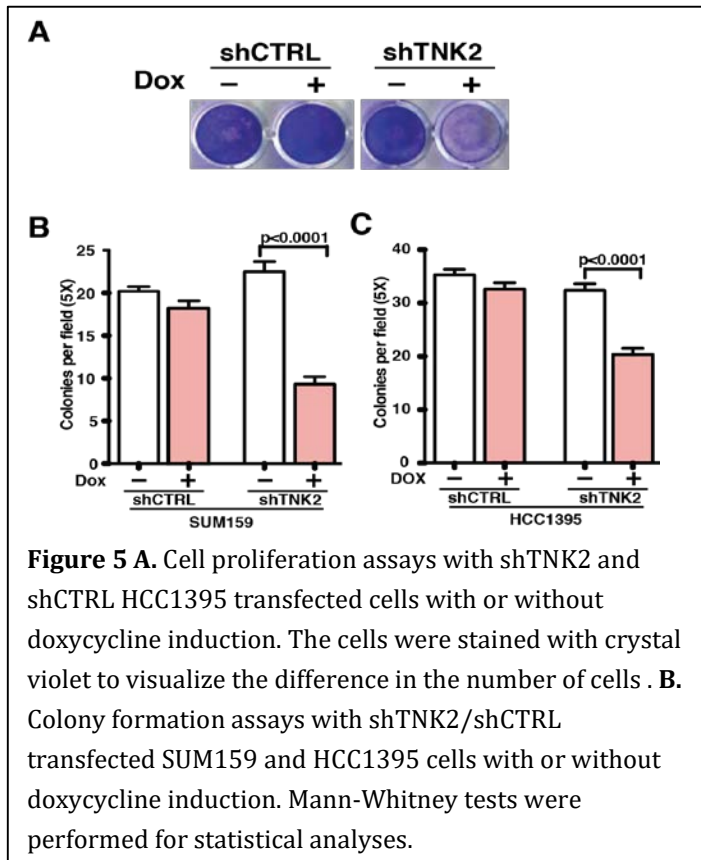 A
shCTRL shTNK2
Dox − + − +
B
p<0.0001
Colonies per field (5X)
25
20
15
10
5
0
Dox − + − +
shCTRL shTNK2
SUM159
C
p<0.0001
Colonies per field (5X)
40
30
20
10
0
DOX − + − +
shCTRL shTNK2
HCC1395
Figure 5 A. Cell proliferation assays with shTNK2 and
shCTRL HCC1395 transfected cells with or without
doxycycline induction. The cells were stained with crystal
violet to visualize the difference in the number of cells . B.
Colony formation assays with shTNK2/shCTRL
transfected SUM159 and HCC1395 cells with or without
doxycycline induction. Mann-Whitney tests were
performed for statistical analyses.